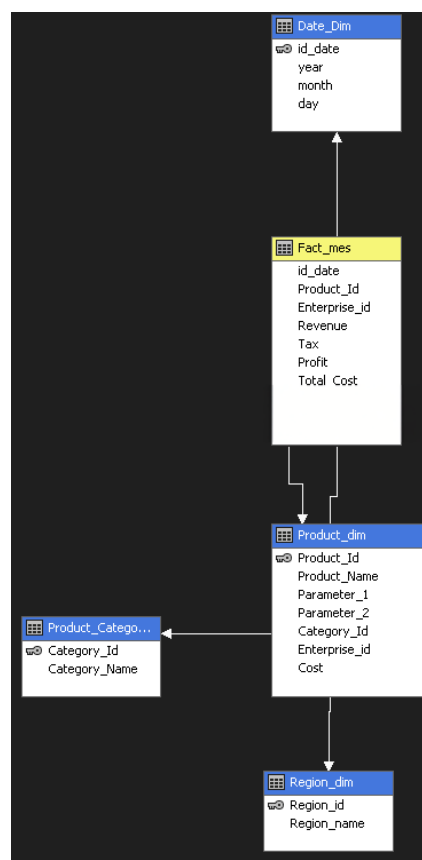 Date_Dim
id_date
year
month
day
Fact_mes
id_date
Product_Id
Enterprise_id
Revenue
Tax
Profit
Total Cost
Product_dim
Product_Id
Product_Name
Parameter_1
Parameter_2
Category_Id
Enterprise_id
Cost
Product_Catego...
Category_Id
Category_Name
Region_dim
Region_id
Region_name